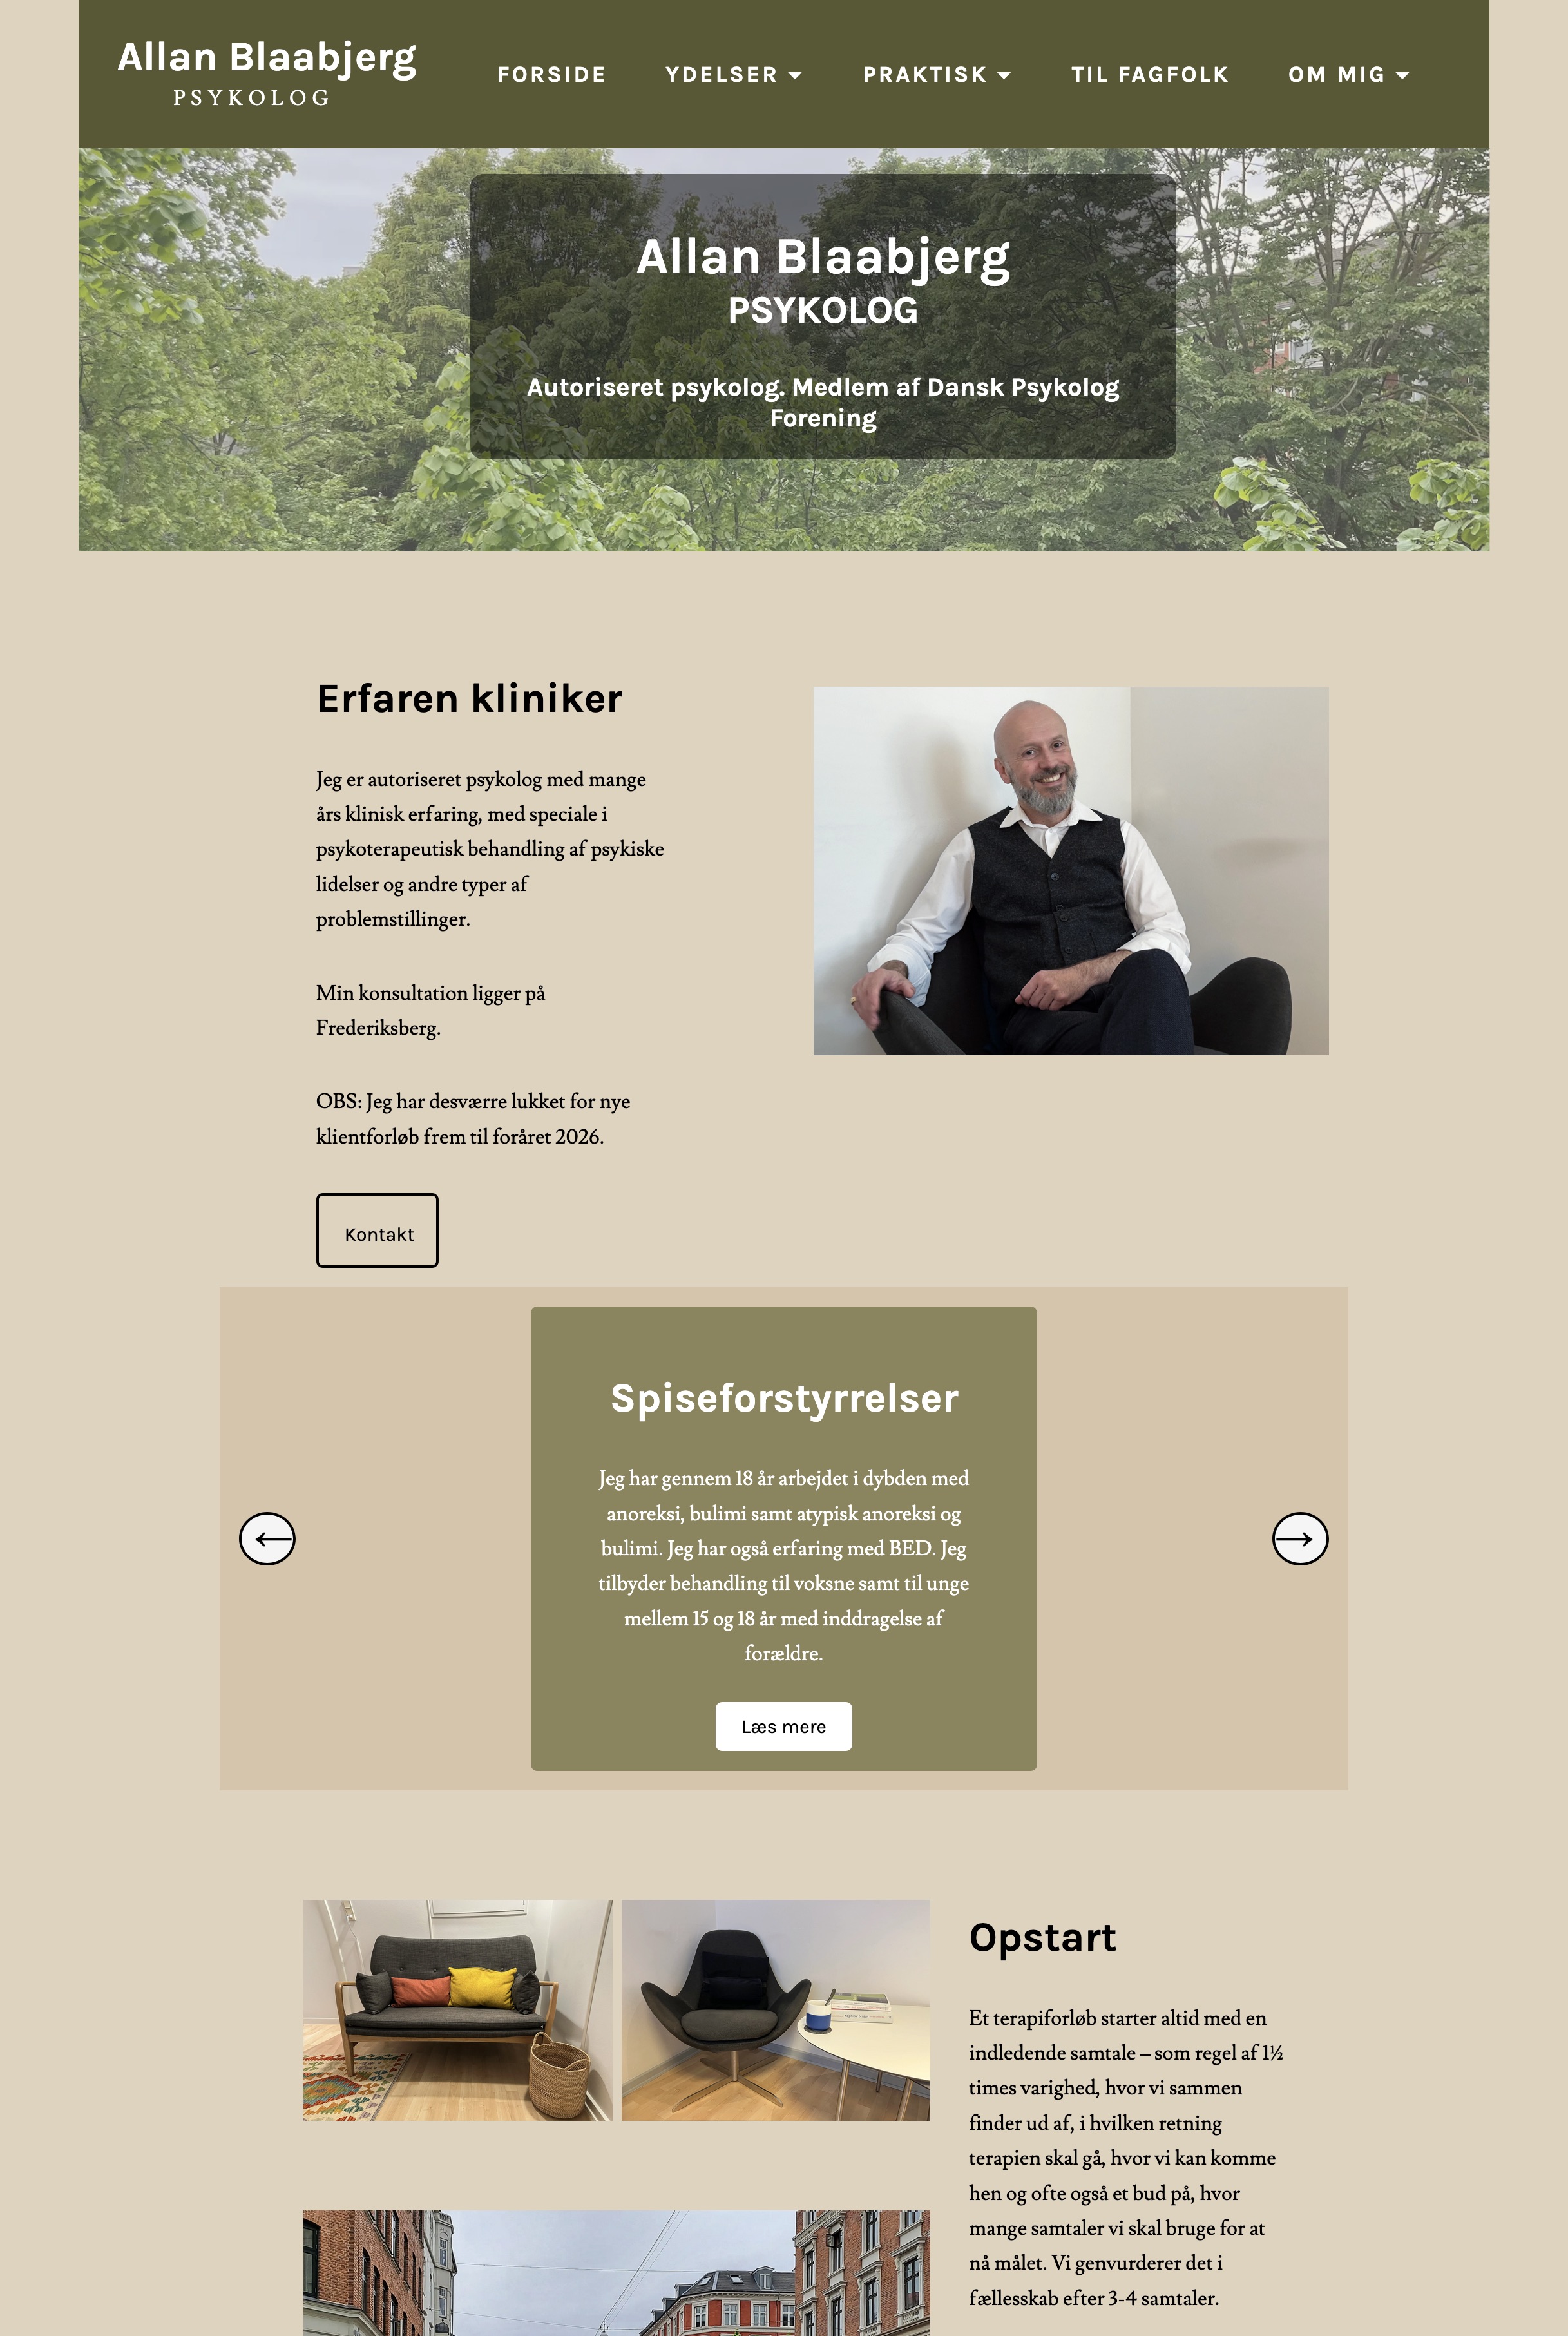 Allan Blaabjerg
PSYKOLOG
FORSIDE YDELSER PRAKTISK TIL FAGFOLK OM MIG
Allan Blaabjerg
PSYKOLOG
Autoriseret psykolog. Medlem af Dansk Psykolog
Forening
Erfaren kliniker
Jeg er autoriseret psykolog med mange
års klinisk erfaring, med speciale i
psykoterapeutisk behandling af psykiske
lidelser og andre typer af
problemstillinger.
Min konsultation ligger på
Frederiksberg.
OBS: Jeg har desværre lukket for nye
klientforløb frem til foråret 2026.
Kontakt
Spiseforstyrrelser
Jeg har gennem 18 år arbejdet i dybden med
anoreksi, bulimi samt atypisk anoreksi og
bulimi. Jeg har også erfaring med BED. Jeg
tilbyder behandling til voksne samt til unge
mellem 15 og 18 år med inddragelse af
forældre.
Læs mere
Opstart
Et terapiforløb starter altid med en
indledende samtale – som regel af 1½
times varighed, hvor vi sammen
finder ud af, i hvilken retning
terapien skal gå, hvor vi kan komme
hen og ofte også et bud på, hvor
mange samtaler vi skal bruge for at
nå målet. Vi genvurderer det i
fællesskab efter 3-4 samtaler.